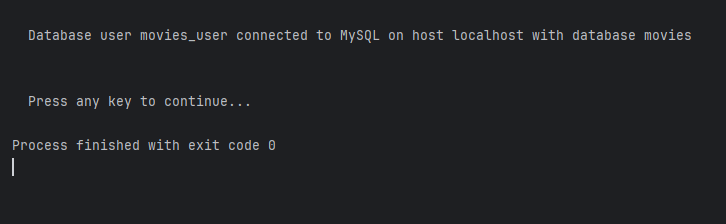 Database user movies_user connected to MySQL on host localhost with database movies
Press any key to continue...
Process finished with exit code 0